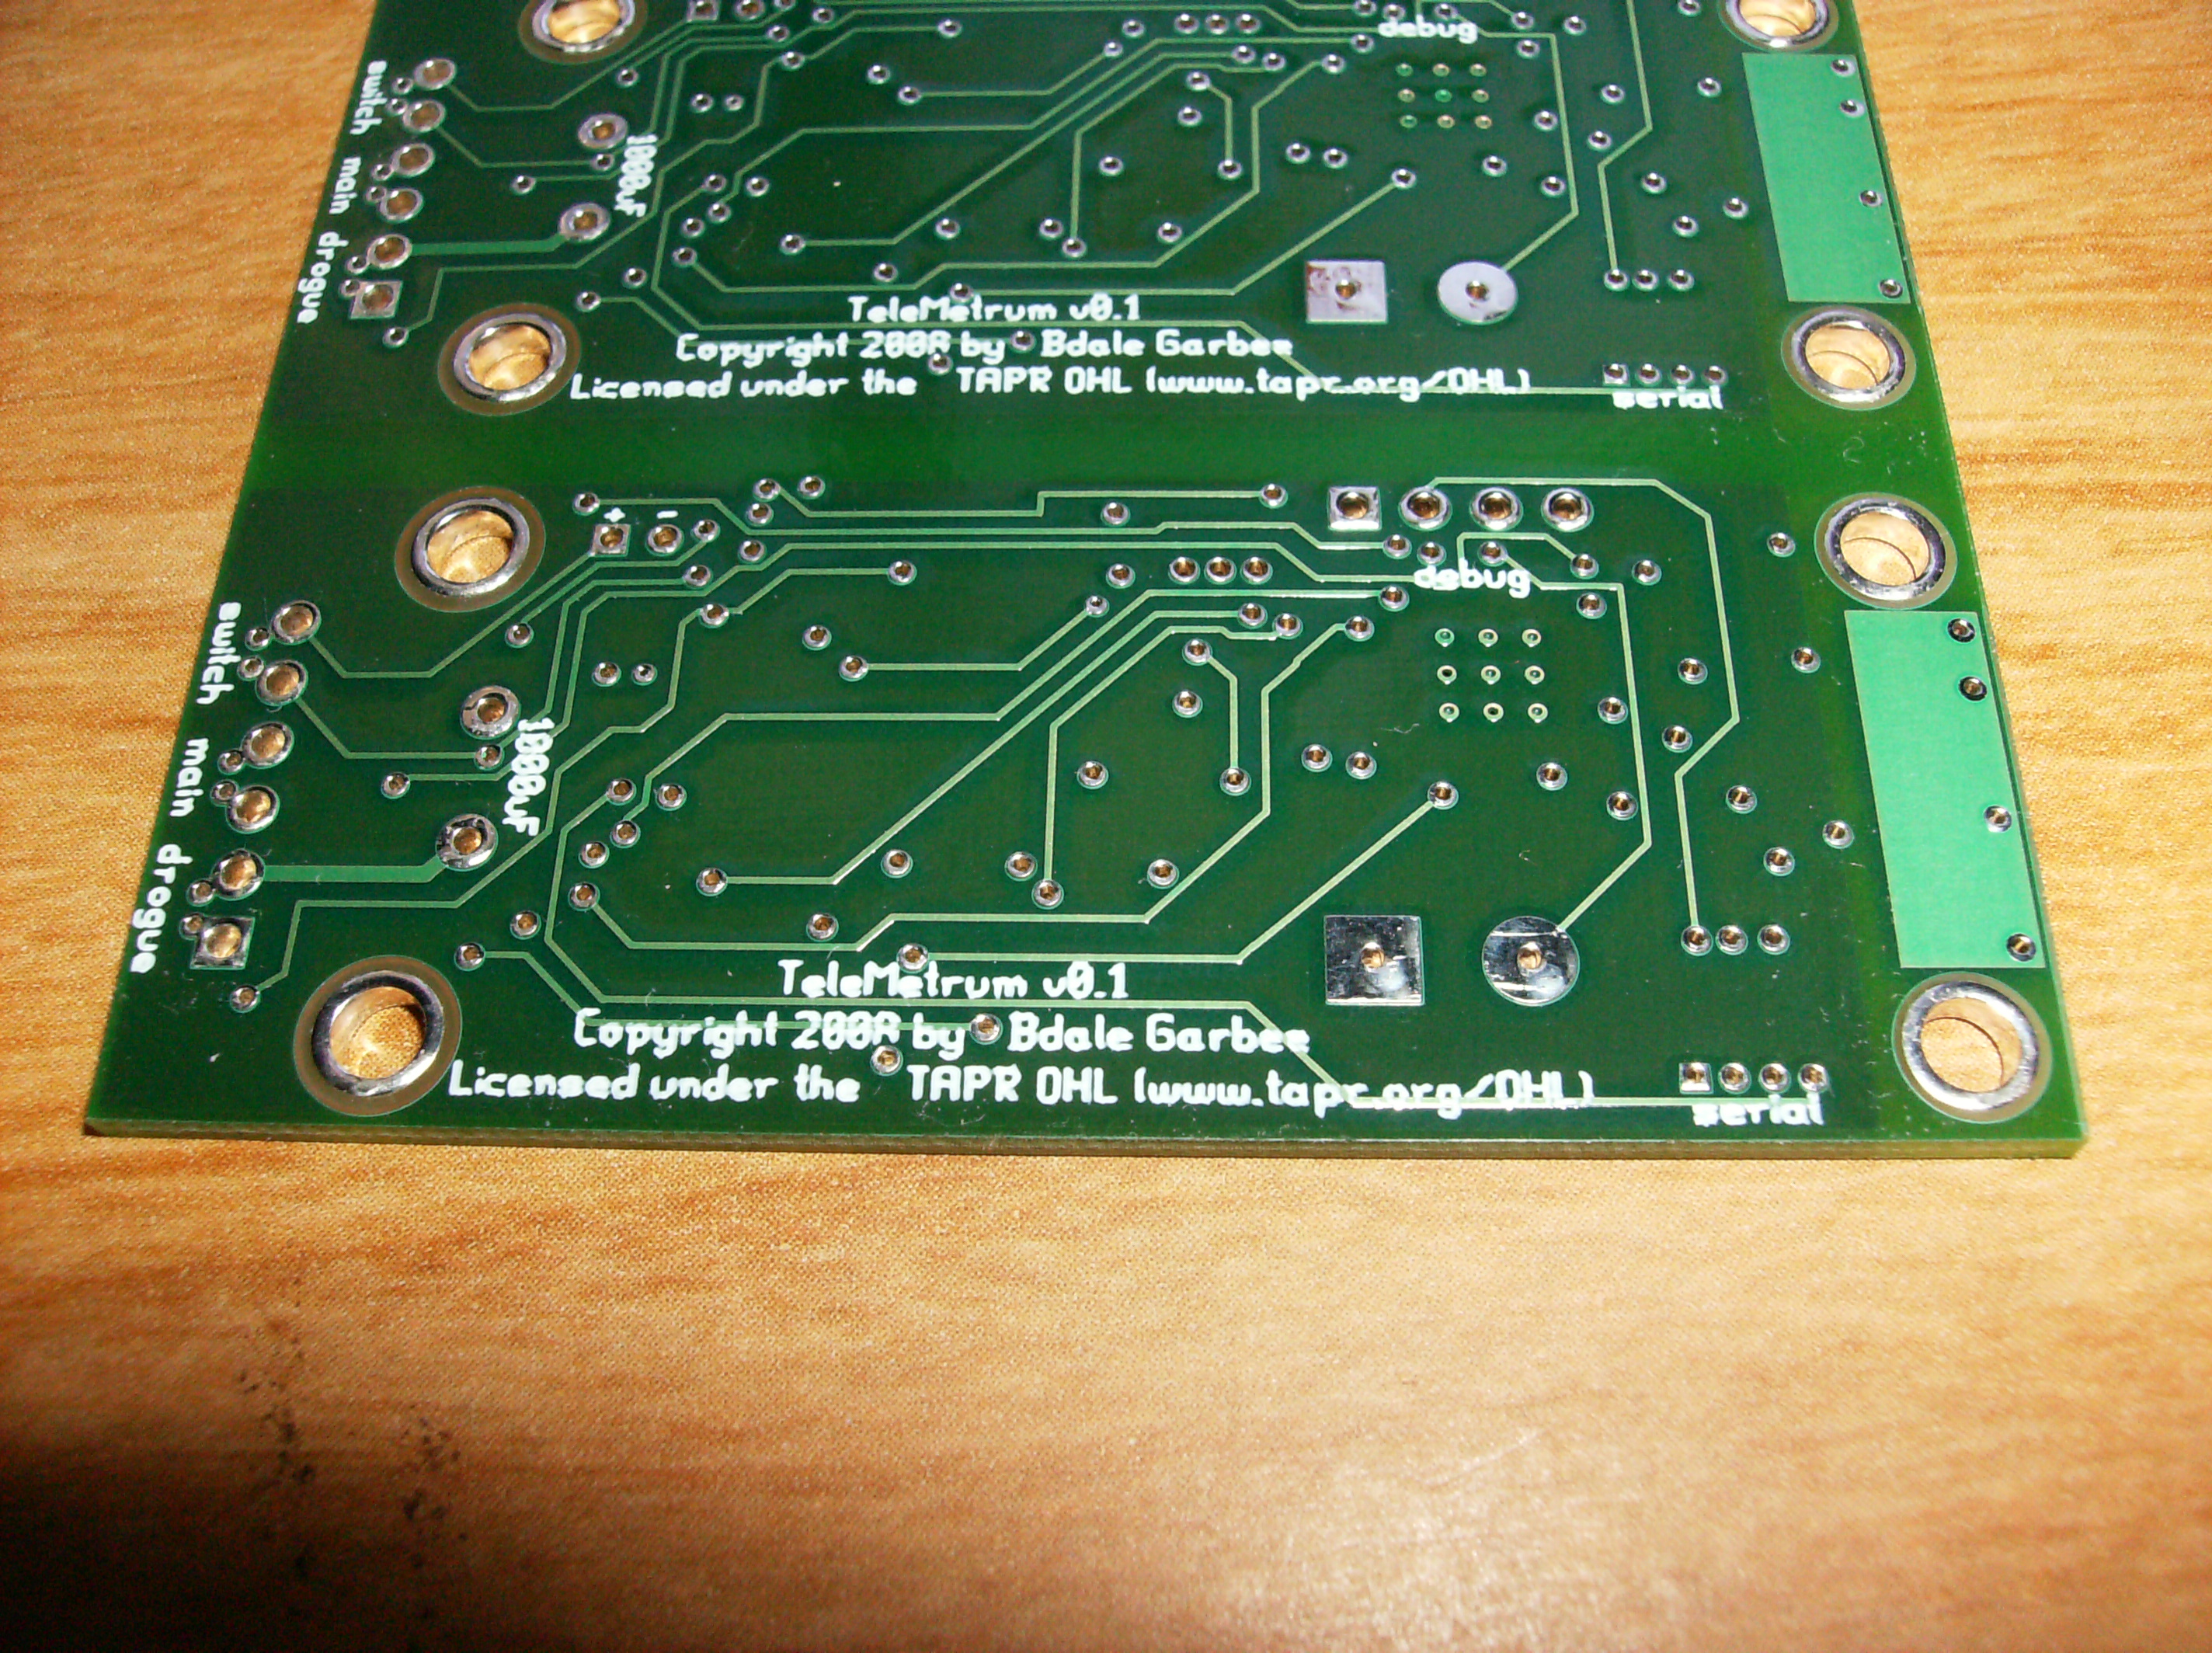 debug
switch
main
drogue
1000uF
TeleMetrum v0.1
Copyright 2008 by Bdale Garbee
Licensed under the TAPR OHL (www.tapr.org/OHL)
serial
+ -
debug
switch
main
drogue
1000uF
TeleMetrum v0.1
Copyright 2008 by Bdale Garbee
Licensed under the TAPR OHL (www.tapr.org/OHL)
serial